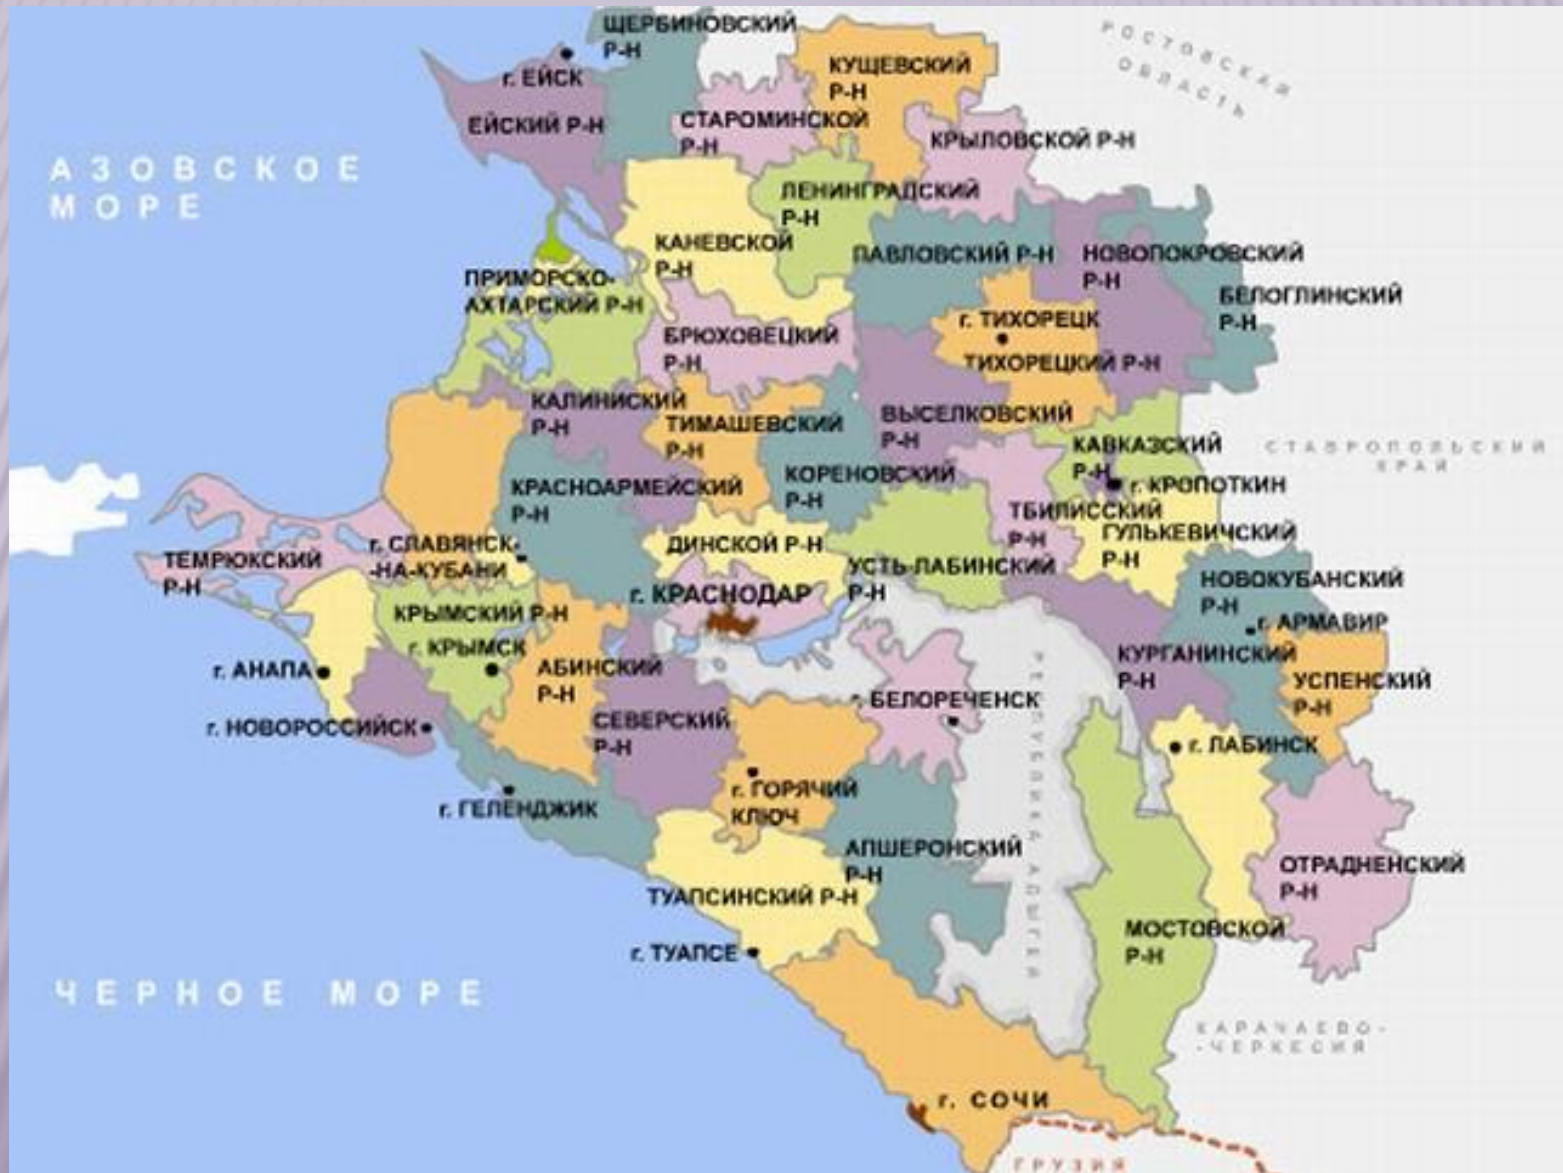 ЩЕРБИНОВСКИЙ
Р-Н
РОСТОВСКАЯ
ОБЛАСТЬ
КУЩЕВСКИЙ
Р-Н
г. ЕЙСК
ЕЙСКИЙ Р-Н
СТАРОМИНСКОЙ
Р-Н
КРЫЛОВСКОЙ Р-Н
АЗОВСКОЕ
МОРЕ
ЛЕНИНГРАДСКИЙ
Р-Н
КАНЕВСКОЙ
Р-Н
ПАВЛОВСКИЙ Р-Н
НОВОПОКРОВСКИЙ
Р-Н
ПРИМОРСКО-
АХТАРСКИЙ Р-Н
БЕЛОГЛИНСКИЙ
Р-Н
г. ТИХОРЕЦК
ТИХОРЕЦКИЙ Р-Н
БРЮХОВЕЦКИЙ
Р-Н
КАЛИНИСКИЙ
Р-Н
ТИМАШЕВСКИЙ
Р-Н
ВЫСЕЛКОВСКИЙ
Р-Н
КАВКАЗСКИЙ
Р-Н
СТАВРОПОЛЬСКИЙ
КРАЙ
г. КРОПОТКИН
КОРЕНОВСКИЙ
Р-Н
КРАСНОАРМЕЙСКИЙ
Р-Н
ТБИЛИССКИЙ
Р-Н
ГУЛЬКЕВИЧСКИЙ
Р-Н
г. СЛАВЯНСК-
-НА-КУБАНИ
ДИНСКОЙ Р-Н
ТЕМРЮКСКИЙ
Р-Н
УСТЬ-ЛАБИНСКИЙ
Р-Н
НОВОКУБАНСКИЙ
Р-Н
г. КРАСНОДАР
КРЫМСКИЙ Р-Н
г. АРМАВИР
г. КРЫМСК
КУРГАНИНСКИЙ
Р-Н
г. АНАПА
АБИНСКИЙ
Р-Н
УСПЕНСКИЙ
Р-Н
г. БЕЛОРЕЧЕНСК
г. НОВОРОССИЙСК
СЕВЕРСКИЙ
Р-Н
г. ЛАБИНСК
РЕСПУБЛИКА АДЫГЕЯ
г. ГОРЯЧИЙ
КЛЮЧ
г. ГЕЛЕНДЖИК
АПШЕРОНСКИЙ
Р-Н
ОТРАДНЕНСКИЙ
Р-Н
ТУАПСИНСКИЙ Р-Н
МОСТОВСКОЙ
Р-Н
г. ТУАПСЕ
ЧЕРНОЕ МОРЕ
КАРАЧАЕВО-
-ЧЕРКЕСИЯ
г. СОЧИ
ГРУЗИЯ